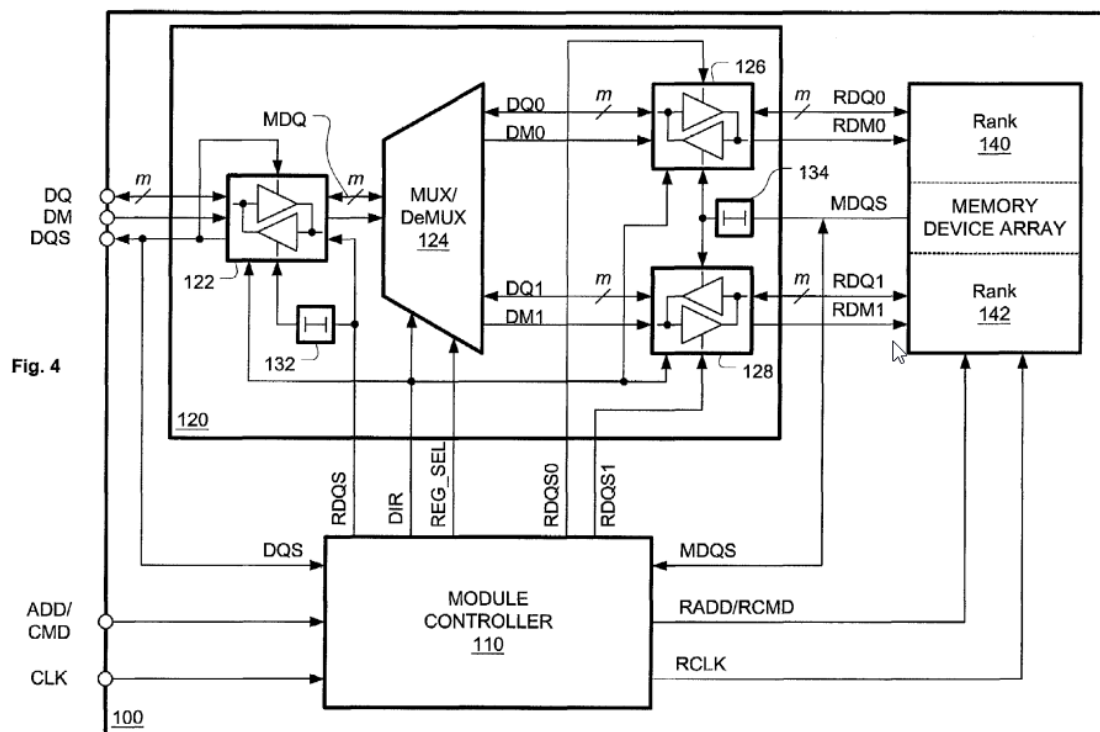 126
m
DQ0
m
RDQ0
MDQ
DM0
RDM0
Rank
140
134
m
m
DQ
MUX/
DeMUX
124
MDQS
MEMORY
DEVICE ARRAY
DM
DQS
122
DQ1
m
m
RDQ1
DM1
RDM1
Rank
142
132
128
Fig. 4
120
RDQS
DIR
REG_SEL
RDQS0
RDQS1
DQS
MDQS
MODULE
CONTROLLER
110
ADD/
CMD
RADD/RCMD
CLK
RCLK
100